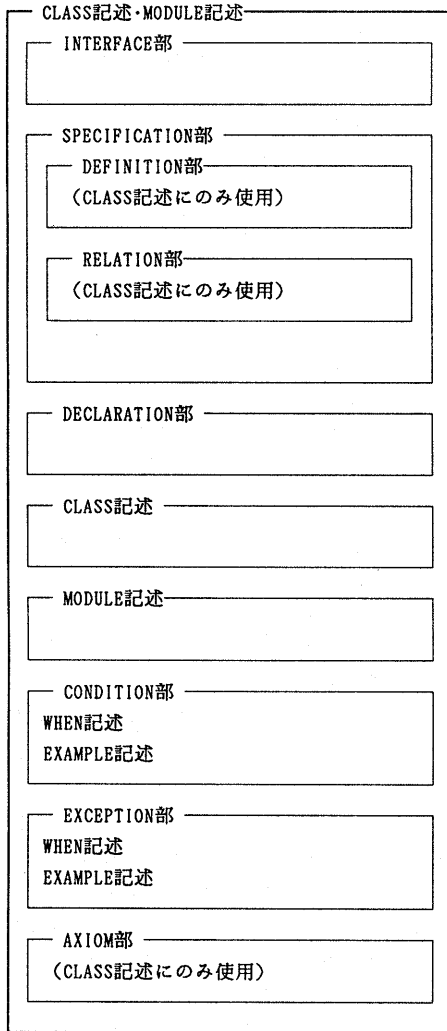 CLASS記述・MODULE記述
INTERFACE部
SPECIFICATION部
DEFINITION部
(CLASS記述にのみ使用)
RELATION部
(CLASS記述にのみ使用)
DECLARATION部
CLASS記述
MODULE記述
CONDITION部
WHEN記述
EXAMPLE記述
EXCEPTION部
WHEN記述
EXAMPLE記述
AXIOM部
(CLASS記述にのみ使用)